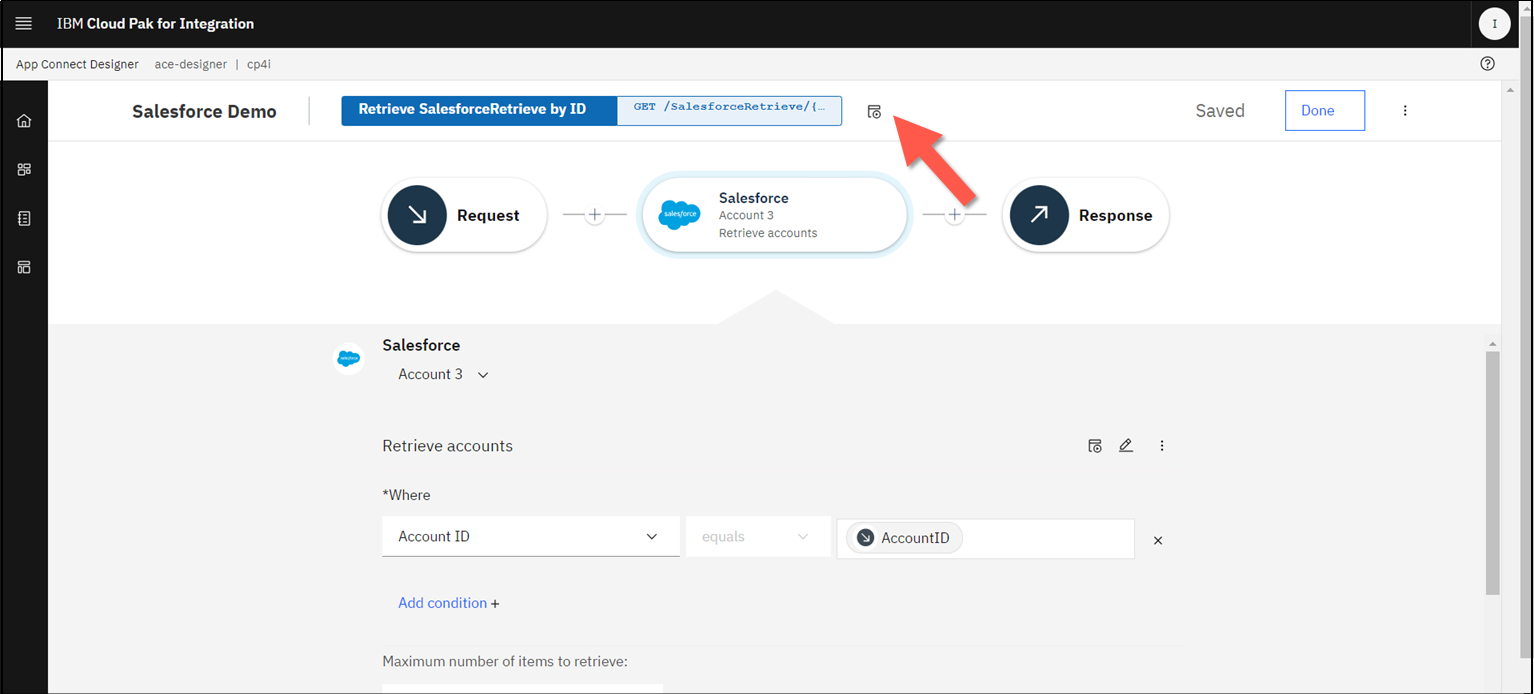 IBM Cloud Pak for Integration
I
App Connect Designer ace-designer | cp4i
Salesforce Demo
Retrieve SalesforceRetrieve by ID
GET /SalesforceRetrieve/{…
Saved
Done
Request
salesforce
Salesforce
Account 3
Retrieve accounts
Response
salesforce
Salesforce
Account 3
Retrieve accounts
*Where
Account ID
equals
AccountID
Add condition +
Maximum number of items to retrieve: